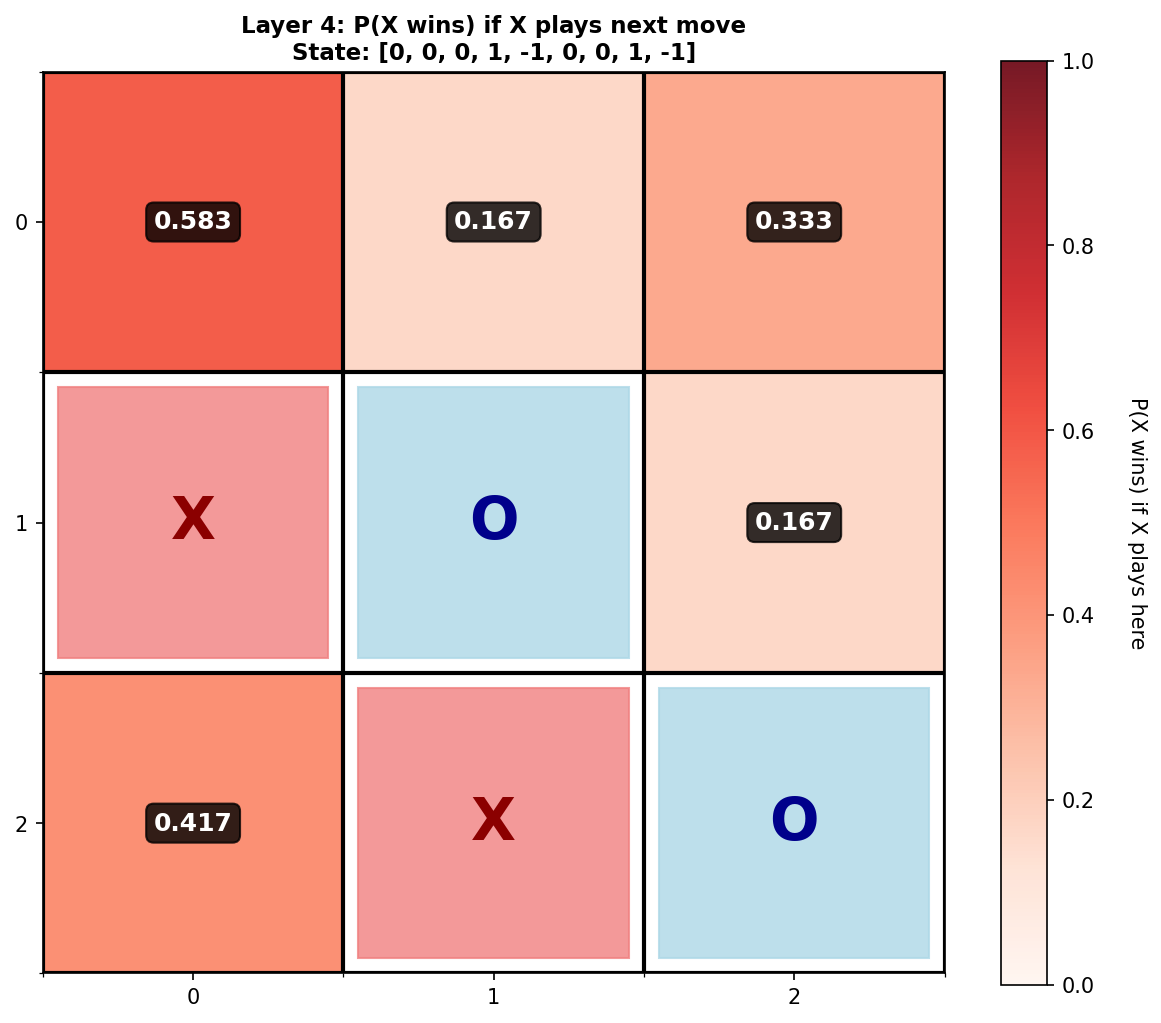 Layer 4: P(X wins) if X plays next move
State: [0, 0, 0, 1, -1, 0, 0, 1, -1]
0
0.583
0.167
0.333
1
X
O
0.167
2
0.417
X
O
0
1
2
1.0
0.8
0.6
0.4
0.2
0.0
P(X wins) if X plays here